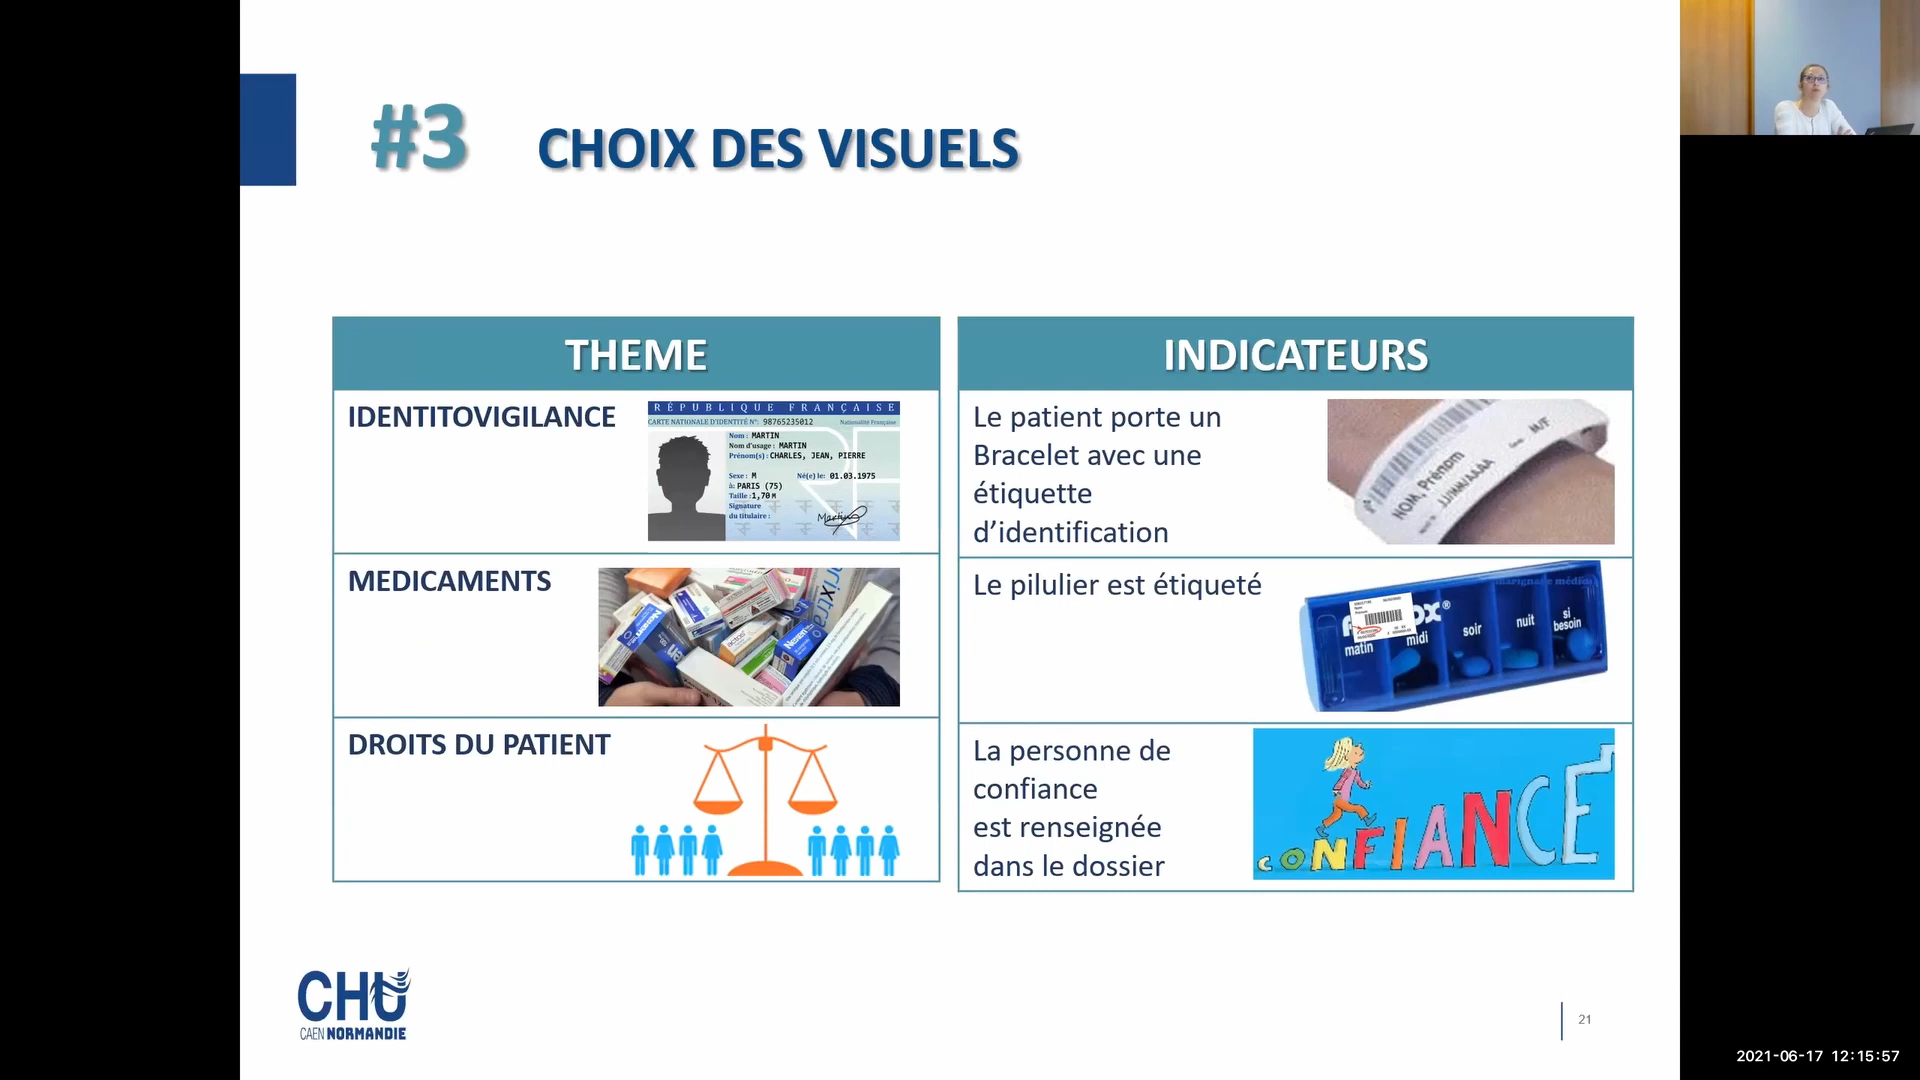 #3 CHOIX DES VISUELS
THEME
IDENTITOVIGILANCE
RÉPUBLIQUE FRANÇAISE
CARTE NATIONALE D'IDENTITÉ N°: 98765235012 Nationalité Française
Nom : MARTIN
Nom d'usage : MARTIN
Prénom(s) : CHARLES, JEAN, PIERRE
Sexe : M Né(e) le: 01.03.1975
à: PARIS (75)
Taille : 1,70 M
Signature
du titulaire :
Martin
MEDICAMENTS
DROITS DU PATIENT
INDICATEURS
Le patient porte un
Bracelet avec une
étiquette
d’identification
NOM, Prénom
JJ/MM/AAAA
M/F
Le pilulier est étiqueté
matin midi soir nuit si besoin
La personne de
confiance
est renseignée
dans le dossier
CONFIANCE
CHU
CAEN NORMANDIE
21
2021-06-17 12:15:57